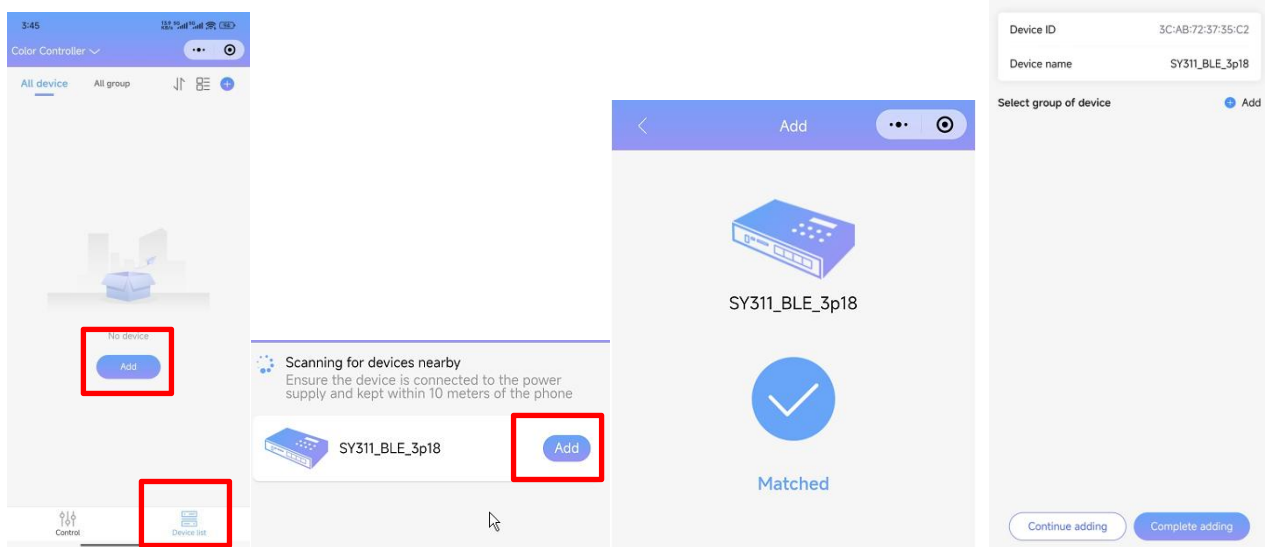 3:45
Color Controller
All device
All group
No device
Add
Control
Device list
Scanning for devices nearby
Ensure the device is connected to the power
supply and kept within 10 meters of the phone
SY311_BLE_3p18
Add
Add
SY311_BLE_3p18
Matched
Device ID
3C:AB:72:37:35:C2
Device name
SY311_BLE_3p18
Select group of device
Add
Continue adding
Complete adding